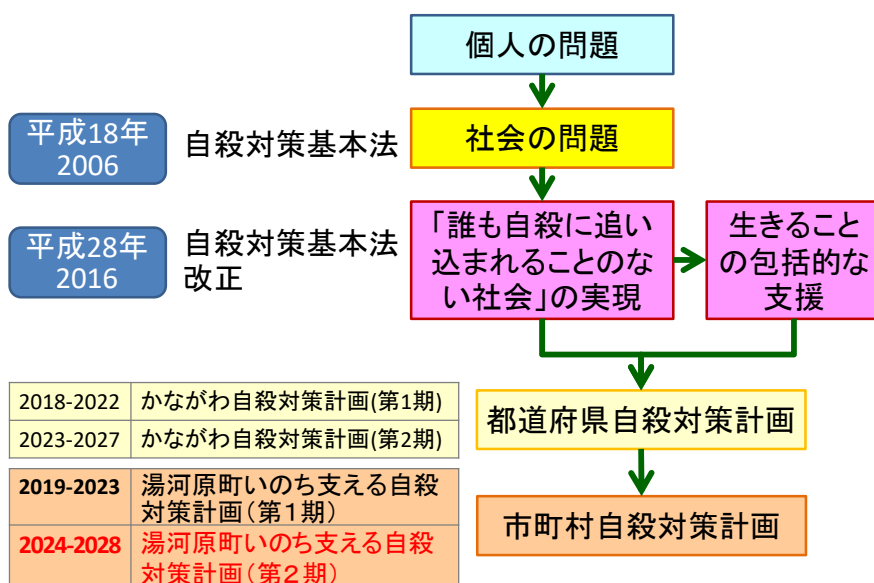 個人の問題
平成18年
2006
自殺対策基本法
社会の問題
平成28年
2016
自殺対策基本法
改正
「誰も自殺に追い
込まれることのな
い社会」の実現
生きること
の包括的な
支援
2018-2022 かながわ自殺対策計画(第1期)
2023-2027 かながわ自殺対策計画(第2期)
都道府県自殺対策計画
2019-2023 湯河原町いのち支える自殺
対策計画(第1期)
2024-2028 湯河原町いのち支える自殺
対策計画(第2期)
市町村自殺対策計画